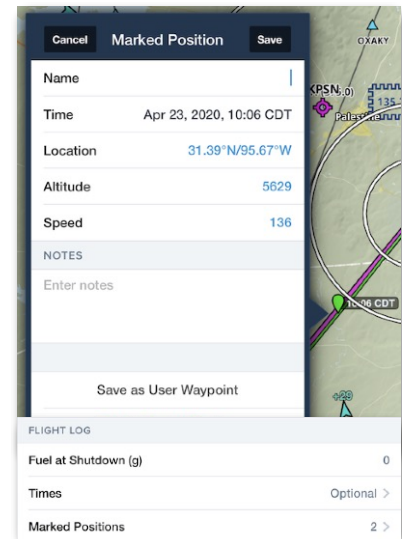 Cancel Marked Position Save
OXAKY
Name
KPSN
Time Apr 23, 2020, 10:06 CDT
Location 31.39°N/95.67°W
Altitude 5629
Speed 136
NOTES
Enter notes
10:06 CDT
Save as User Waypoint
+29
FLIGHT LOG
Fuel at Shutdown (g) 0
Times Optional >
Marked Positions 2 >